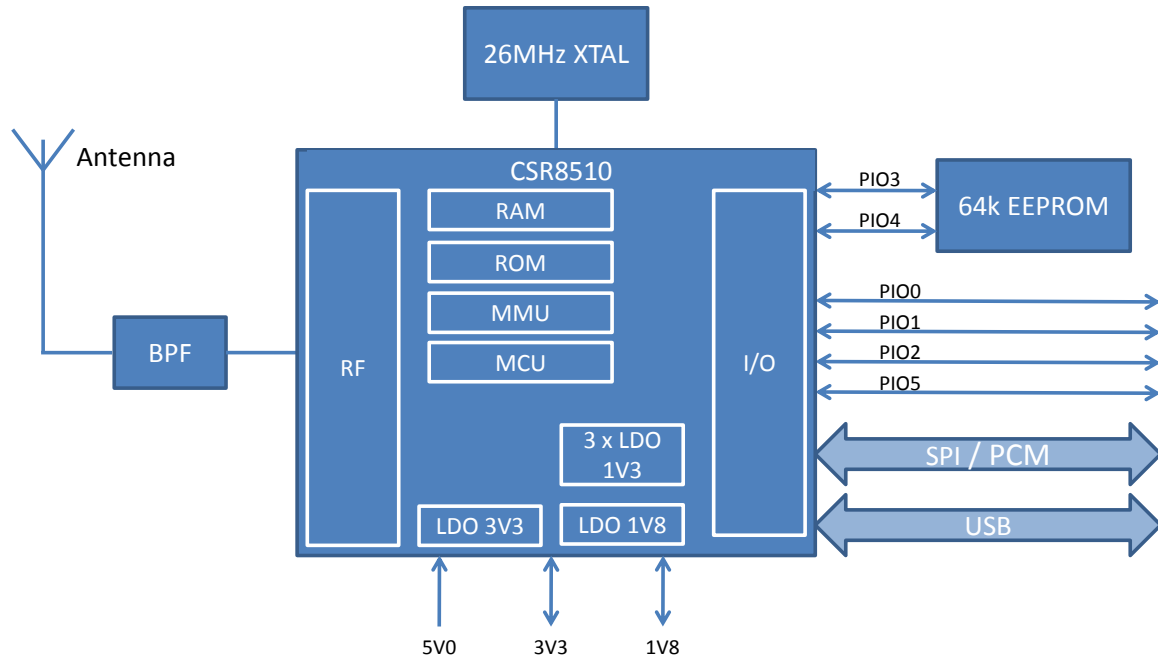 26MHz XTAL
Antenna
CSR8510
RAM
ROM
MMU
MCU
RF
BPF
I/O
3 x LDO
1V3
LDO 3V3
LDO 1V8
PIO3
PIO4
64k EEPROM
PIO0
PIO1
PIO2
PIO5
SPI / PCM
USB
5V0
3V3
1V8